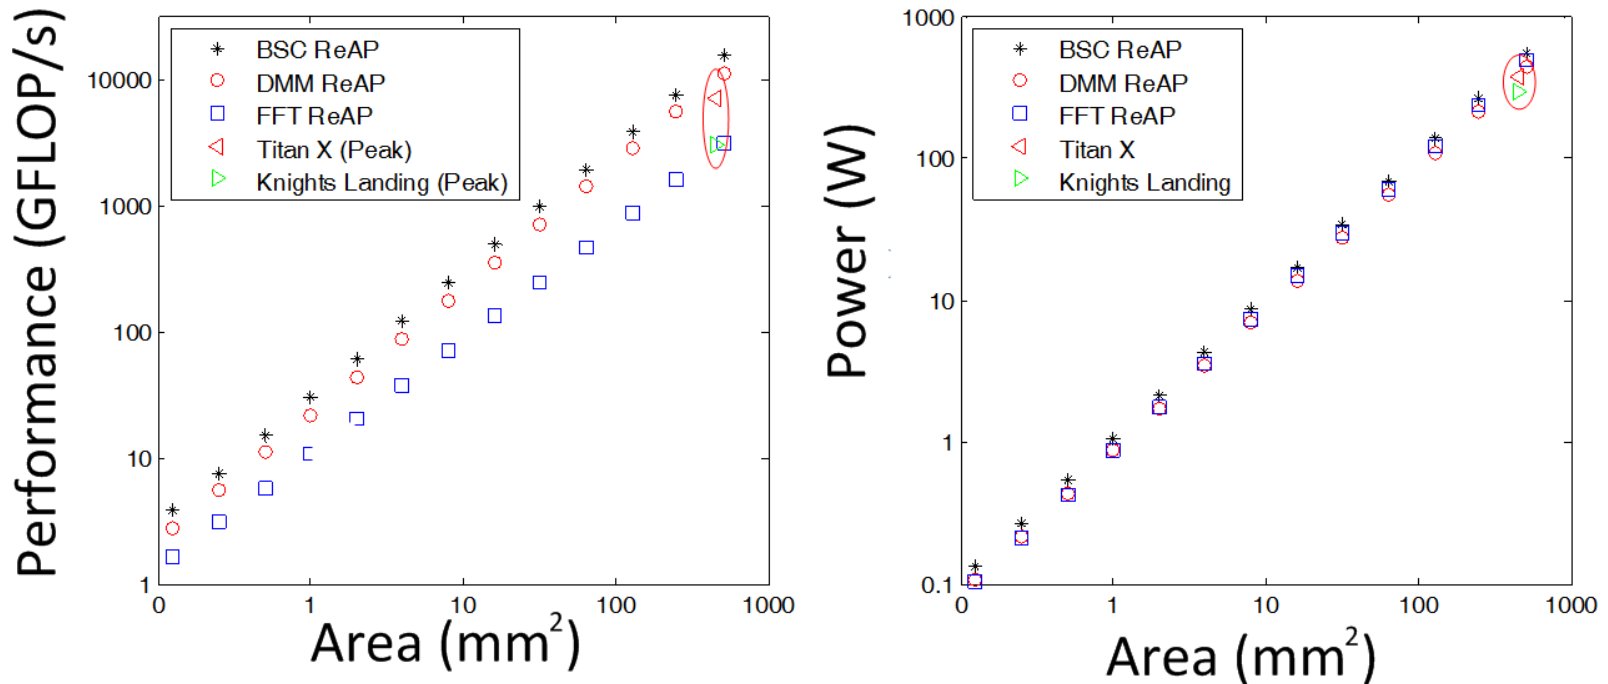 Performance (GFLOP/s)
10000
1000
100
10
1
BSC ReAP
DMM ReAP
FFT ReAP
Titan X (Peak)
Knights Landing (Peak)
0 1 10 100 1000
Area (mm²)
Power (W)
1000
100
10
1
0.1
BSC ReAP
DMM ReAP
FFT ReAP
Titan X
Knights Landing
0 1 10 100 1000
Area (mm²)